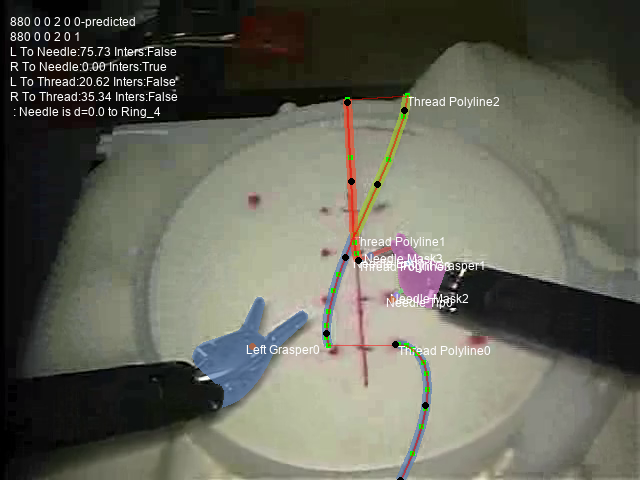 880 0 0 2 0 0-predicted
880 0 0 2 0 1
L To Needle:75.73 Inters:False
R To Needle:0.00 Inters:True
L To Thread:20.62 Inters:False
R To Thread:35.34 Inters:False
: Needle is d=0.0 to Ring_4
Thread Polyline2
Thread Polyline1
Needle Mask3
Grasper1
Needle Mask2
Needle Tip0
Left Grasper0
Thread Polyline0